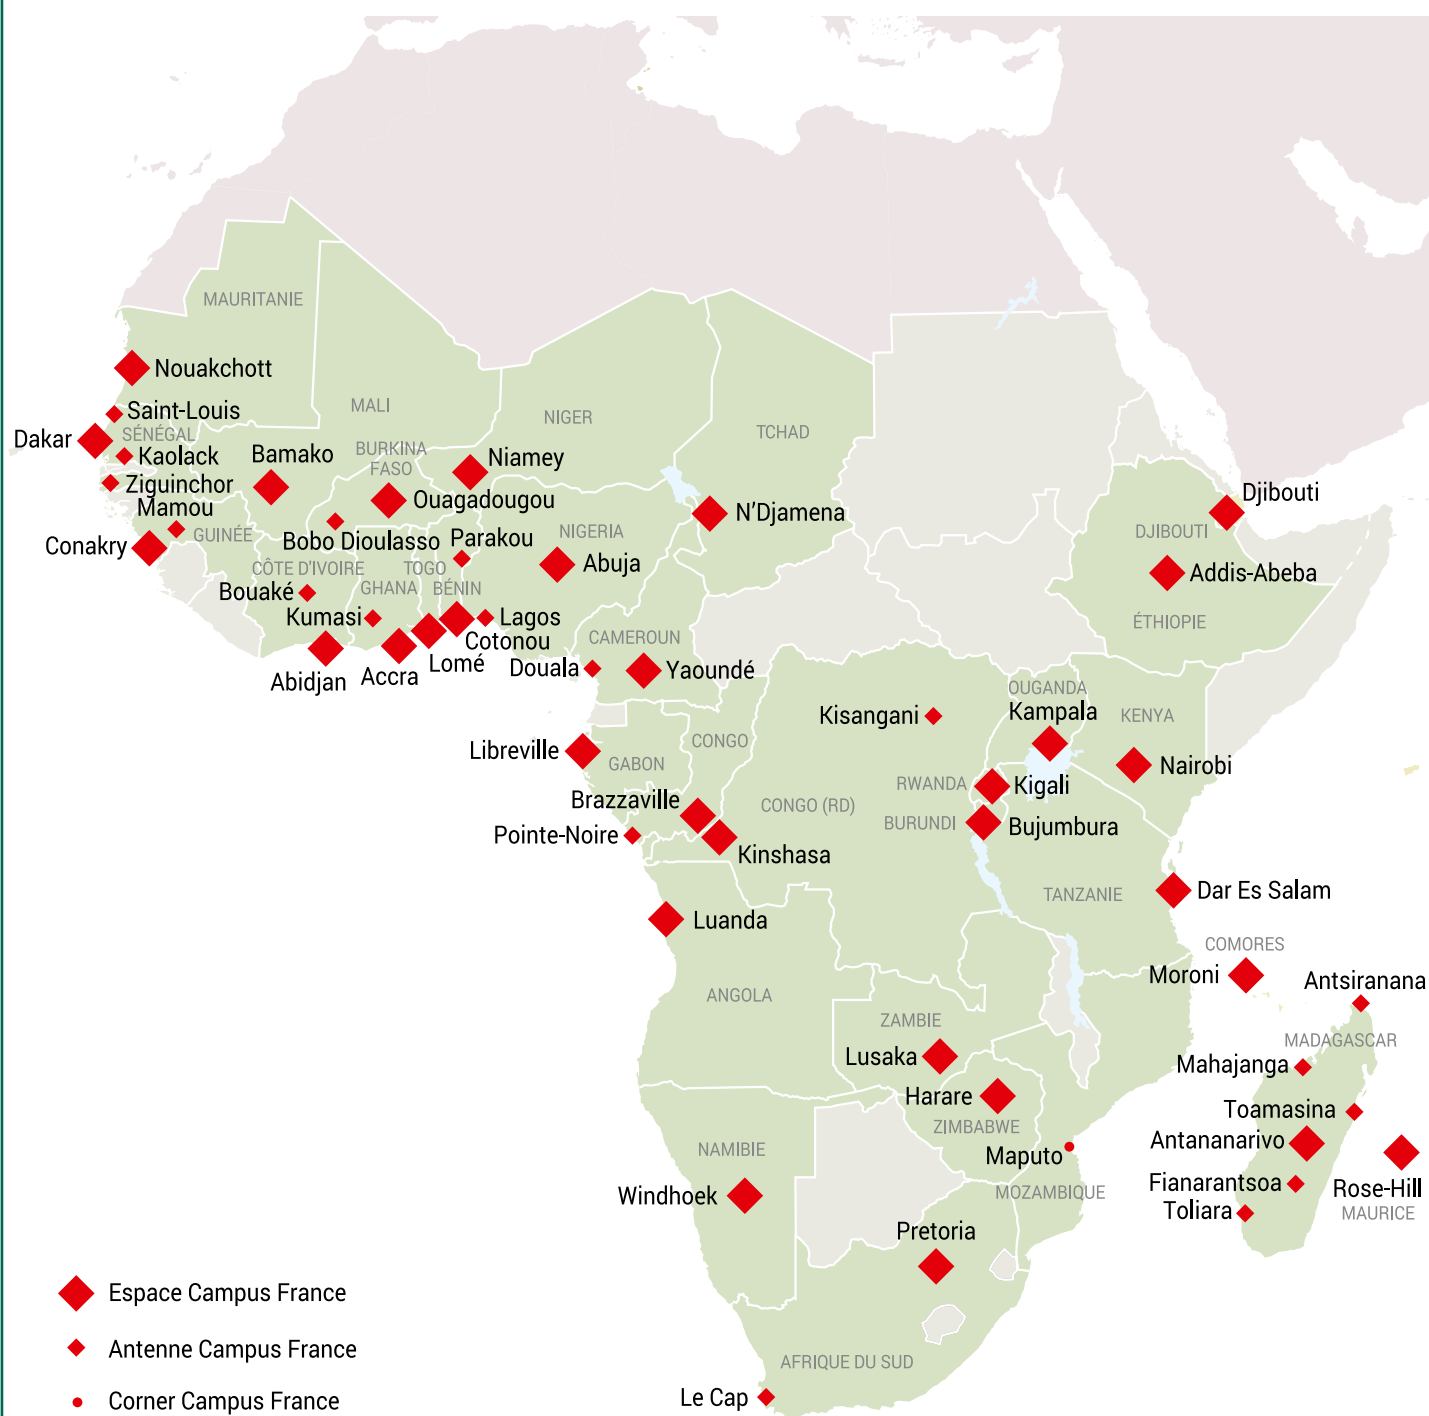 MAURITANIE
Nouakchott
Saint-Louis
MALI
NIGER
TCHAD
Dakar
SÉNÉGAL
Kaolack
Bamako
BURKINA
FASO
Niamey
Ziguinchor
Ouagadougou
Djibouti
Mamou
N'Djamena
GUINÉE
NIGERIA
DJIBOUTI
Conakry
Bobo Dioulasso
Parakou
Abuja
CÔTE D'IVOIRE
TOGO
Addis-Abeba
Bouaké
GHANA
BÉNIN
Kumasi
Lagos
ÉTHIOPIE
Cotonou
CAMEROUN
Lomé
Douala
Yaoundé
Abidjan
Accra
OUGANDA
Kampala
KENYA
Kisangani
CONGO
Libreville
GABON
Nairobi
RWANDA
Kigali
Brazzaville
CONGO (RD)
BURUNDI
Bujumbura
Pointe-Noire
Kinshasa
TANZANIE
Dar Es Salam
Luanda
COMORES
Moroni
Antsiranana
ANGOLA
ZAMBIE
MADAGASCAR
Lusaka
Mahajanga
Harare
Toamasina
ZIMBABWE
Antananarivo
NAMIBIE
Maputo
Fianarantsoa
Rose-Hill
Windhoek
MOZAMBIQUE
Toliara
MAURICE
Pretoria
Espace Campus France
Antenne Campus France
AFRIQUE DU SUD
Le Cap
Corner Campus France